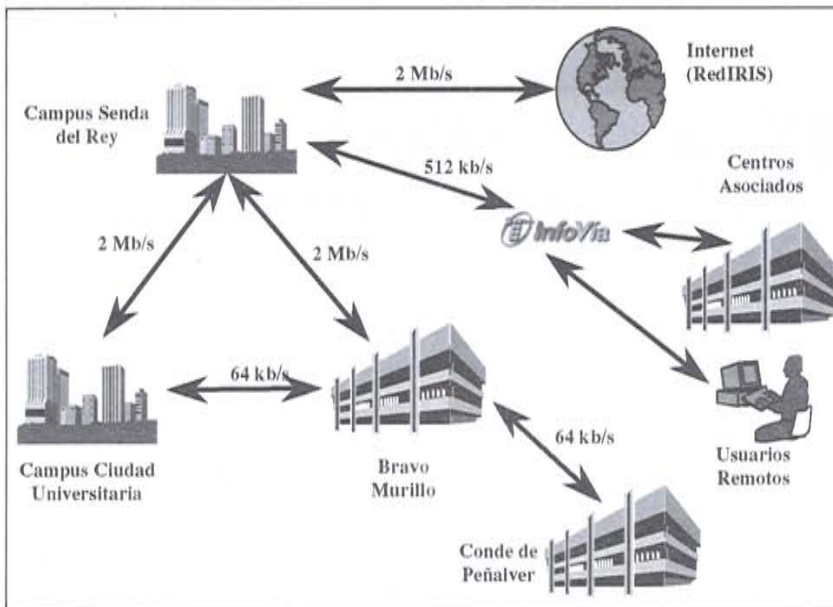 Internet
(RedIRIS)
2 Mb/s
Campus Senda
del Rey
512 kb/s
Centros
Asociados
InfoVía
2 Mb/s
2 Mb/s
64 kb/s
64 kb/s
Campus Ciudad
Universitaria
Bravo
Murillo
Usuarios
Remotos
Conde de
Peñalver